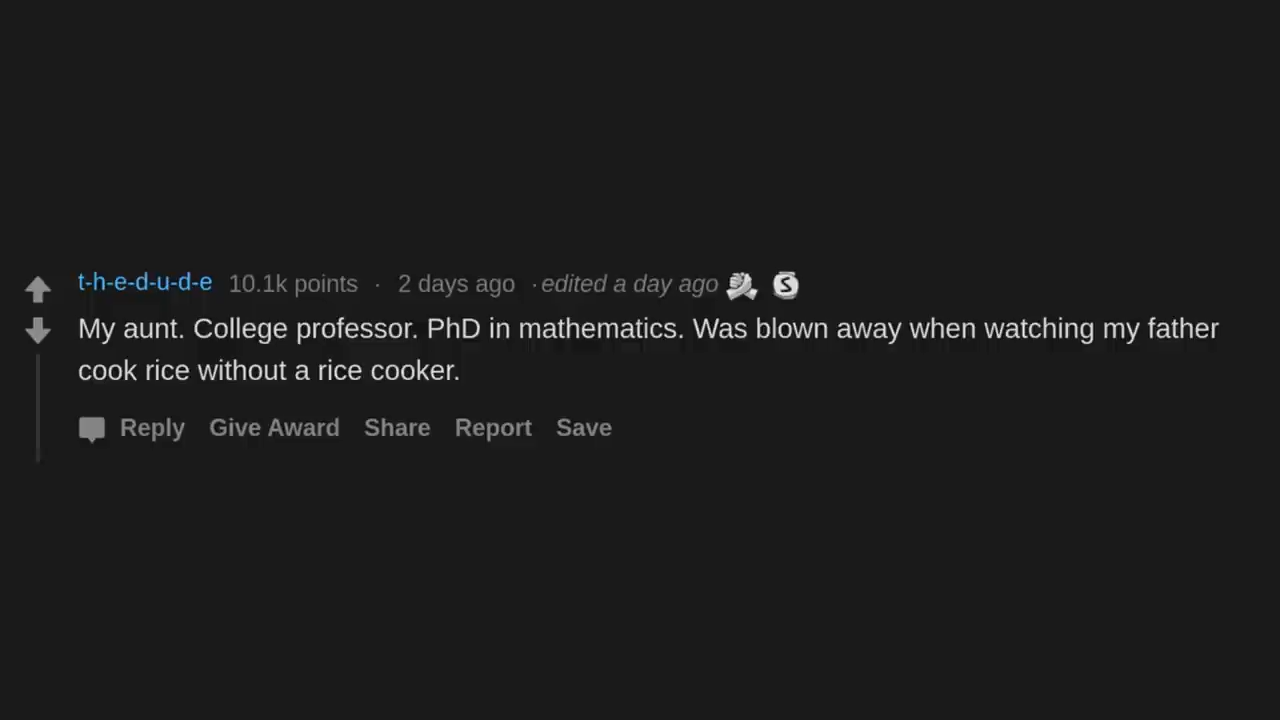 t-h-e-d-u-d-e 10.1k points · 2 days ago · edited a day ago S
My aunt. College professor. PhD in mathematics. Was blown away when watching my father
cook rice without a rice cooker.
Reply Give Award Share Report Save